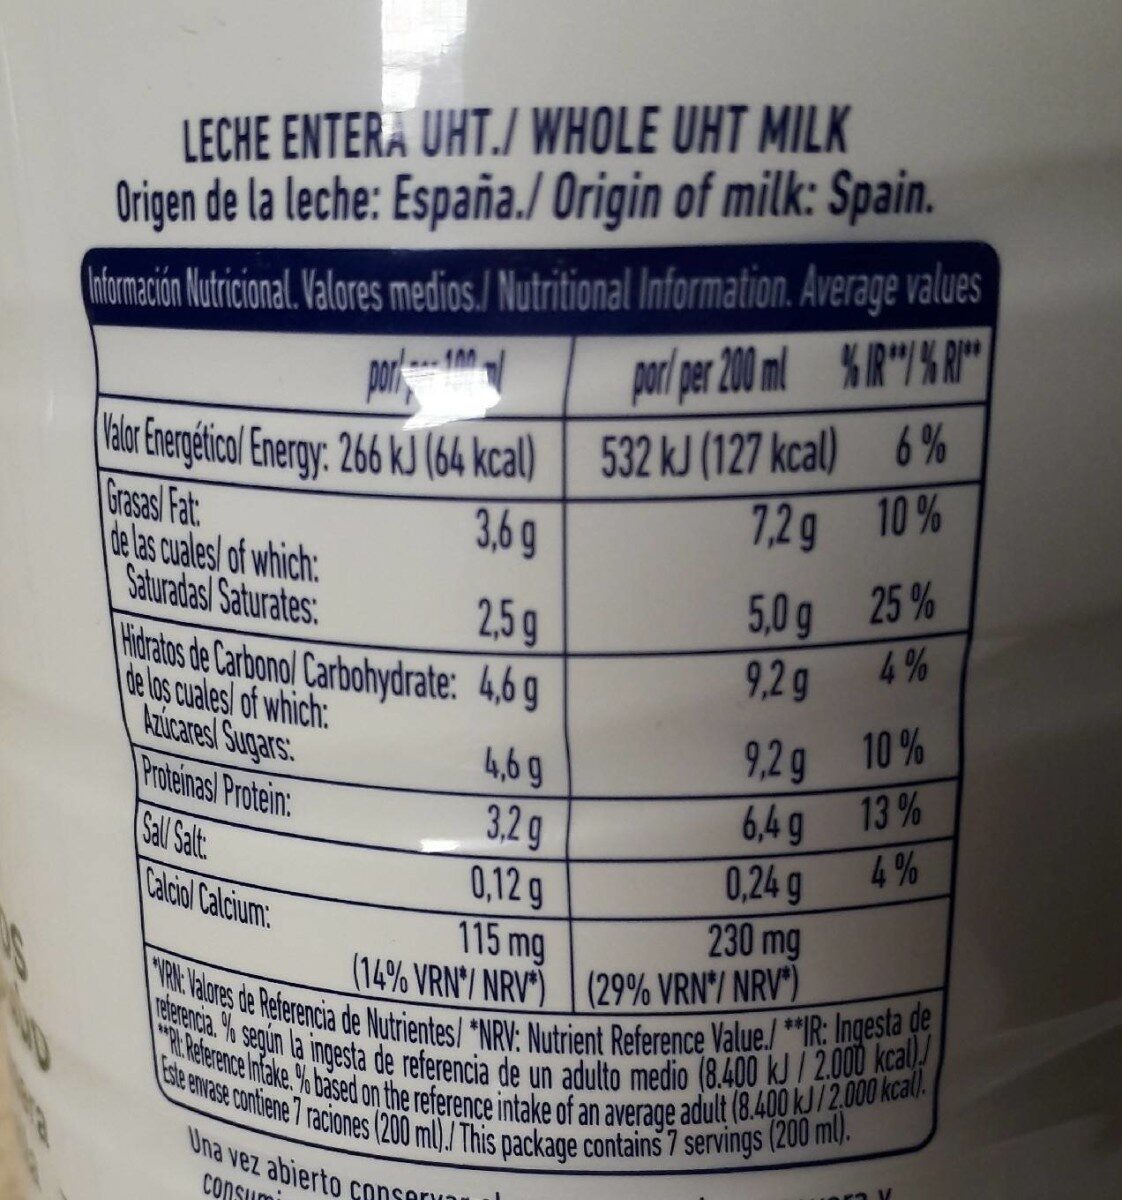 LECHE ENTERA UHT./ WHOLE UHT MILK
Origen de la leche: España./ Origin of milk: Spain.
Información Nutricional. Valores medios./ Nutritional Information. Average values
por/ per 100 ml por/ per 200 ml % IR**/ % RI**
Valor Energético/ Energy: 266 kJ (64 kcal) 532 kJ (127 kcal) 6 %
Grasas/ Fat: 3,6 g 7,2 g 10 %
de las cuales/ of which:
Saturadas/ Saturates: 2,5 g 5,0 g 25 %
Hidratos de Carbono/ Carbohydrate: 4,6 g 9,2 g 4 %
de los cuales/ of which:
Azúcares/ Sugars: 4,6 g 9,2 g 10 %
Proteínas/ Protein: 3,2 g 6,4 g 13 %
Sal/ Salt: 0,12 g 0,24 g 4 %
Calcio/ Calcium: 115 mg 230 mg
(14% VRN*/ NRV*) (29% VRN*/ NRV*)
*VRN: Valores de Referencia de Nutrientes/ *NRV: Nutrient Reference Value./ **IR: Ingesta de
referencia. % según la ingesta de referencia de un adulto medio (8.400 kJ / 2.000 kcal)./
**RI: Reference Intake. % based on the reference intake of an average adult (8.400 kJ / 2.000 kcal).
Este envase contiene 7 raciones (200 ml)./ This package contains 7 servings (200 ml).
Una vez abierto